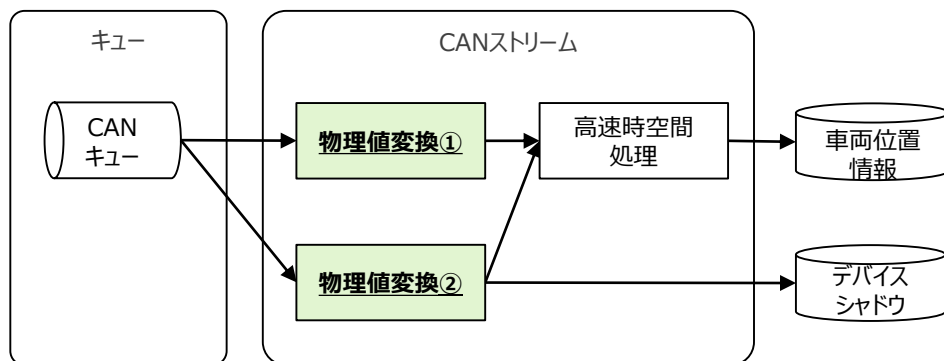 キュー
CANストリーム
CAN
キュー
物理値変換①
高速時空間
処理
車両位置
情報
物理値変換②
デバイス
シャドウ